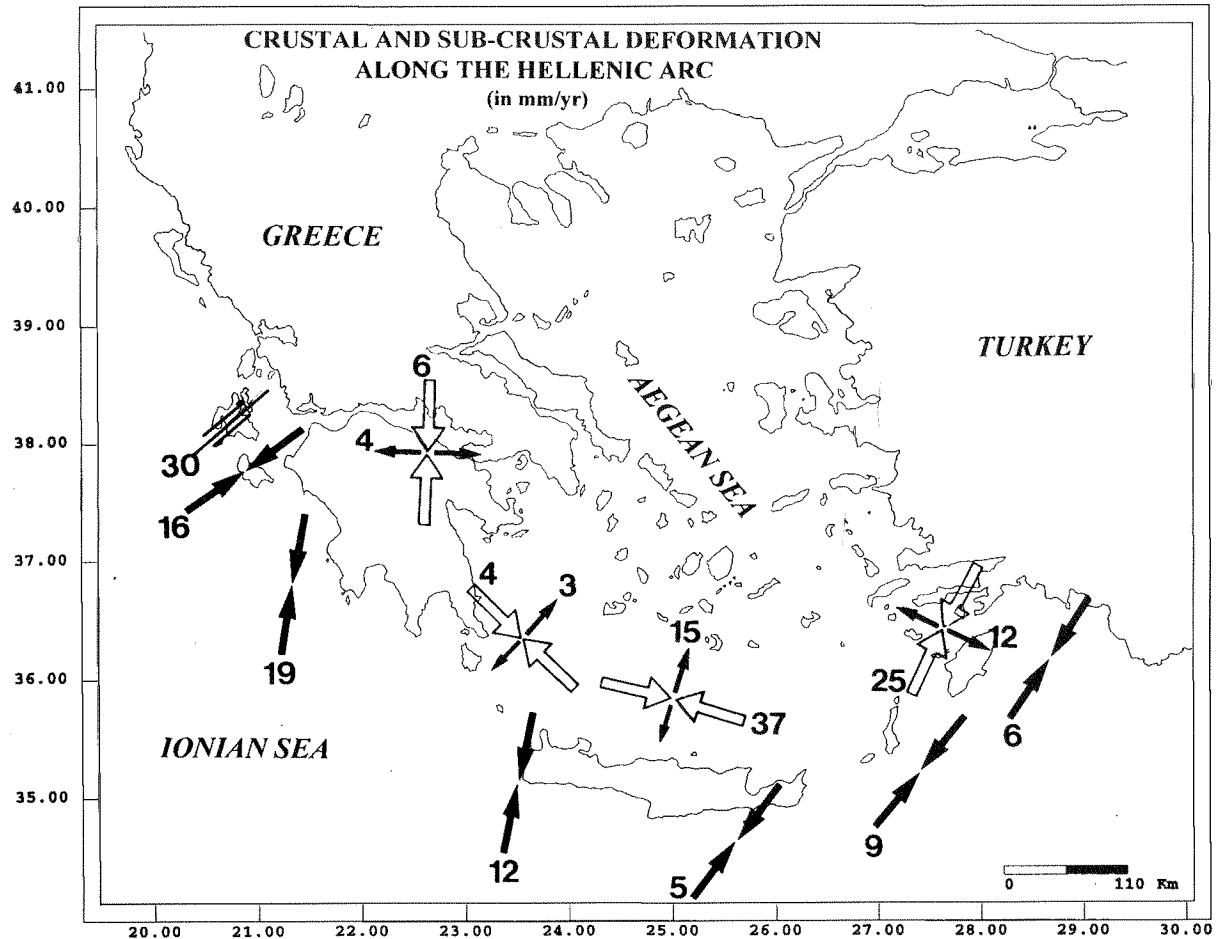 CRUSTAL AND SUB-CRUSTAL DEFORMATION
ALONG THE HELLENIC ARC
(in mm/yr)
41.00
40.00
GREECE
39.00
TURKEY
6
AEGEAN SEA
38.00
4
30
16
37.00
4
3
15
12
19
25
36.00
37
6
IONIAN SEA
35.00
9
12
5
0 110 Km
20.00 21.00 22.00 23.00 24.00 25.00 26.00 27.00 28.00 29.00 30.00